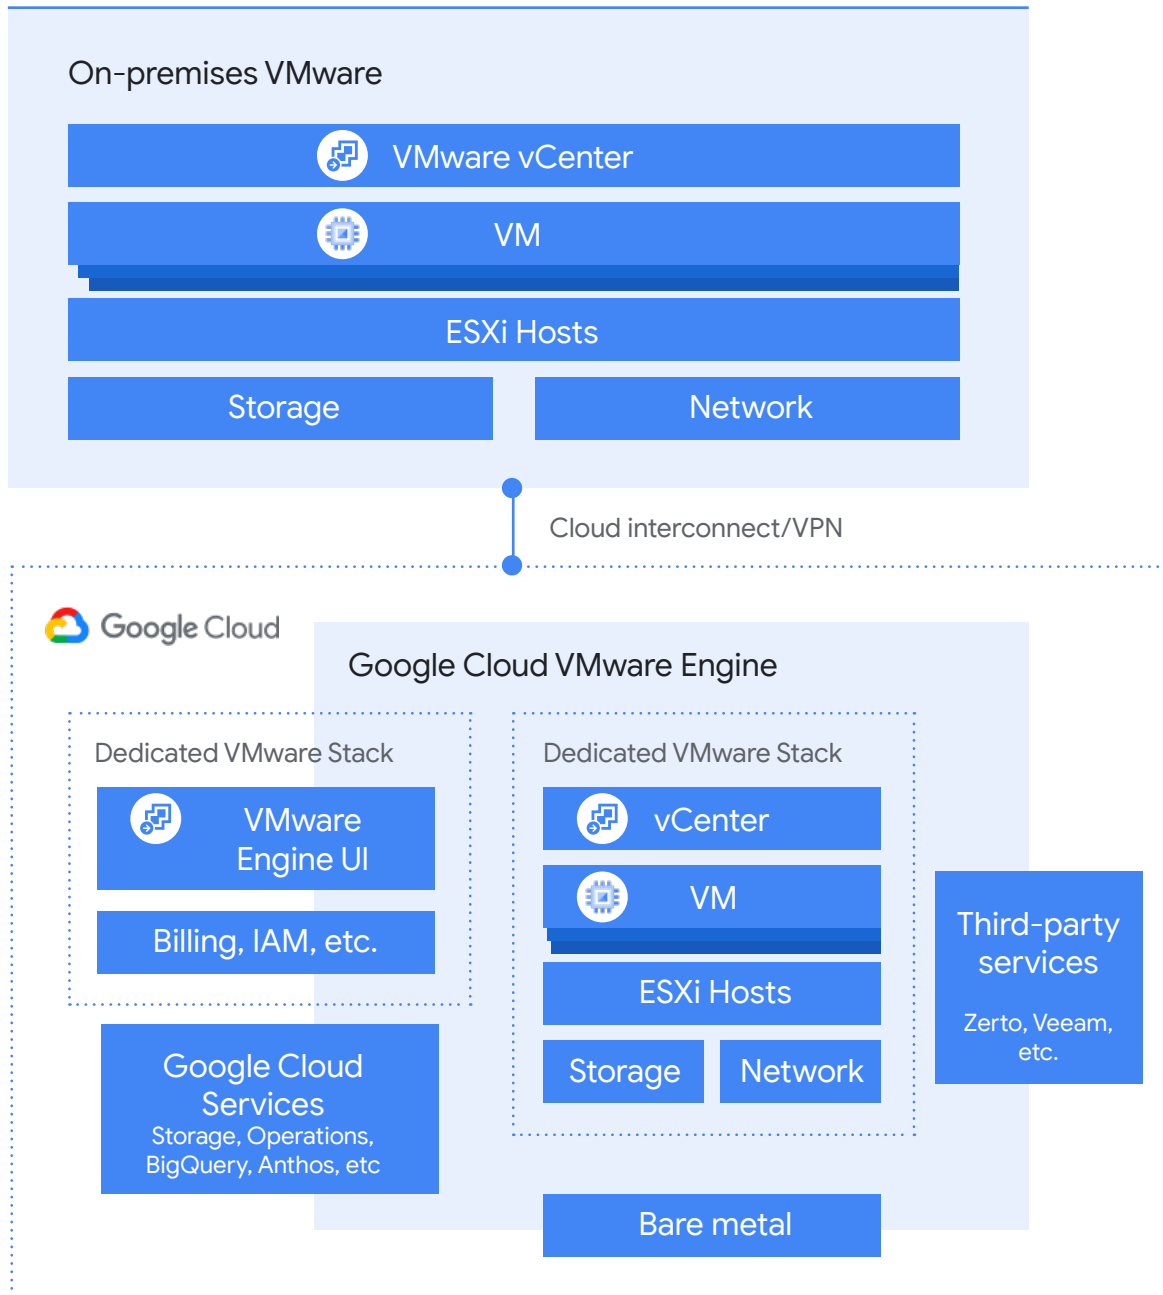 On-premises VMware
VMware vCenter
VM
ESXi Hosts
Storage
Network
Cloud interconnect/VPN
Google Cloud
Google Cloud VMware Engine
Dedicated VMware Stack
VMware
Engine UI
Billing, IAM, etc.
Google Cloud
Services
Storage, Operations,
BigQuery, Anthos, etc
Dedicated VMware Stack
vCenter
VM
ESXi Hosts
Storage
Network
Bare metal
Third-party
services
Zerto, Veeam,
etc.